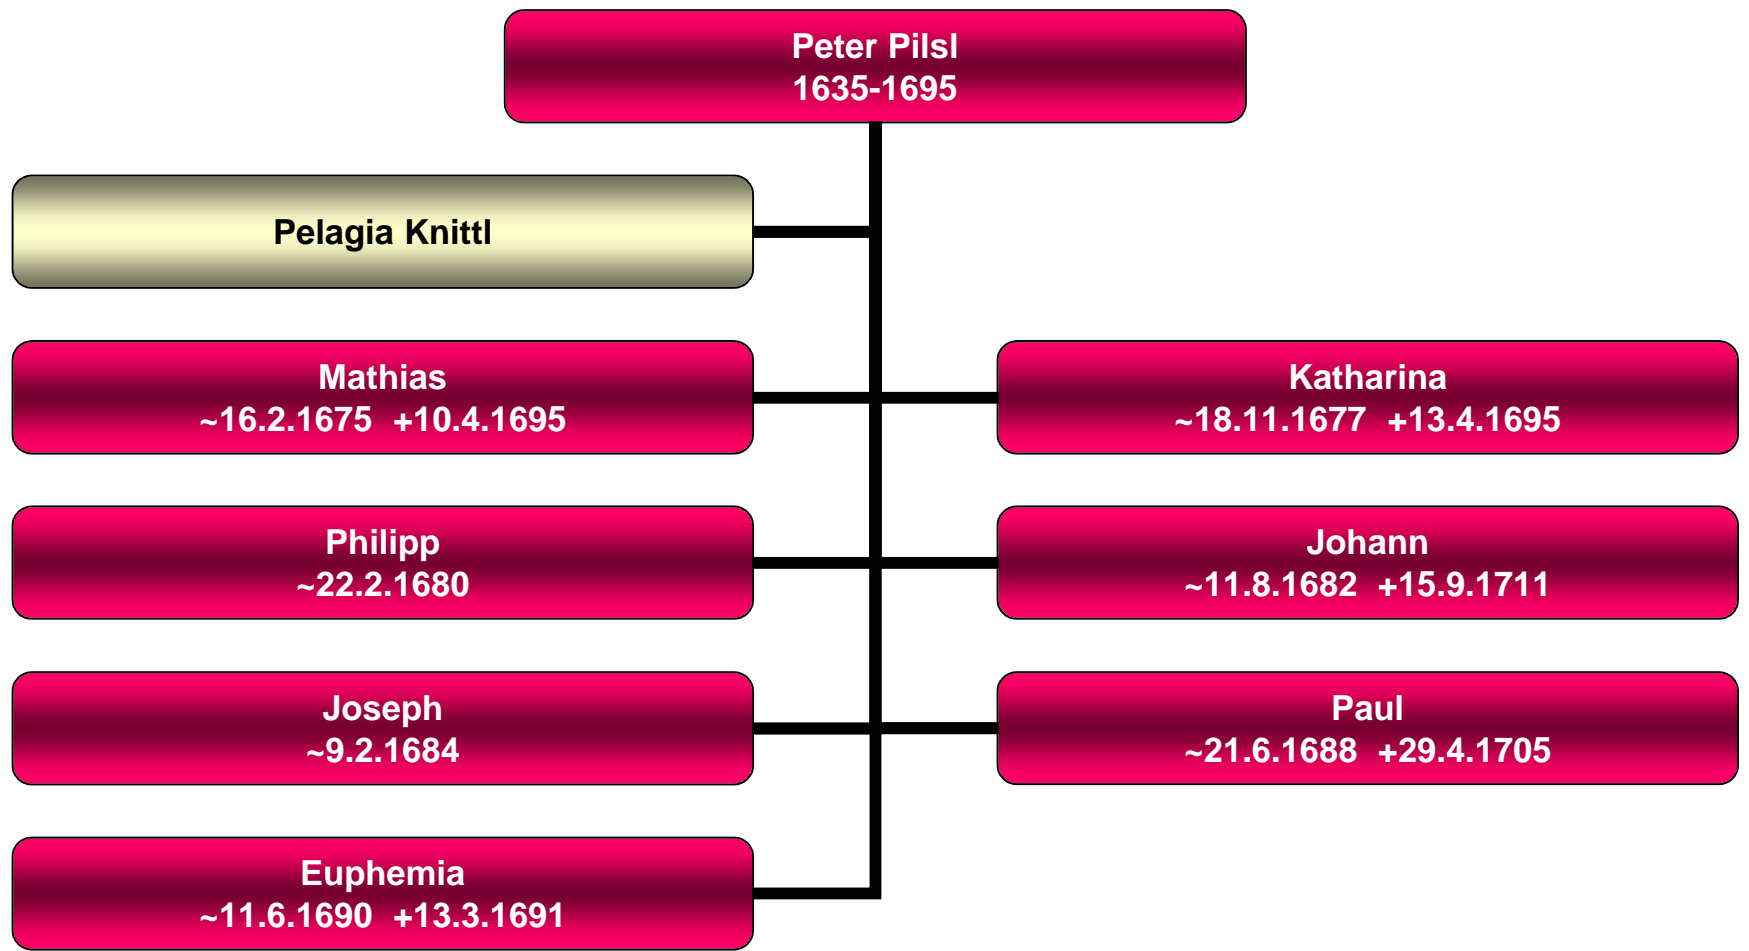 Peter Pilsl
1635-1695
Pelagia Knittl
Mathias
~16.2.1675  +10.4.1695
Katharina
~18.11.1677  +13.4.1695
Philipp
~22.2.1680
Johann
~11.8.1682  +15.9.1711
Joseph
~9.2.1684
Paul
~21.6.1688  +29.4.1705
Euphemia
~11.6.1690  +13.3.1691